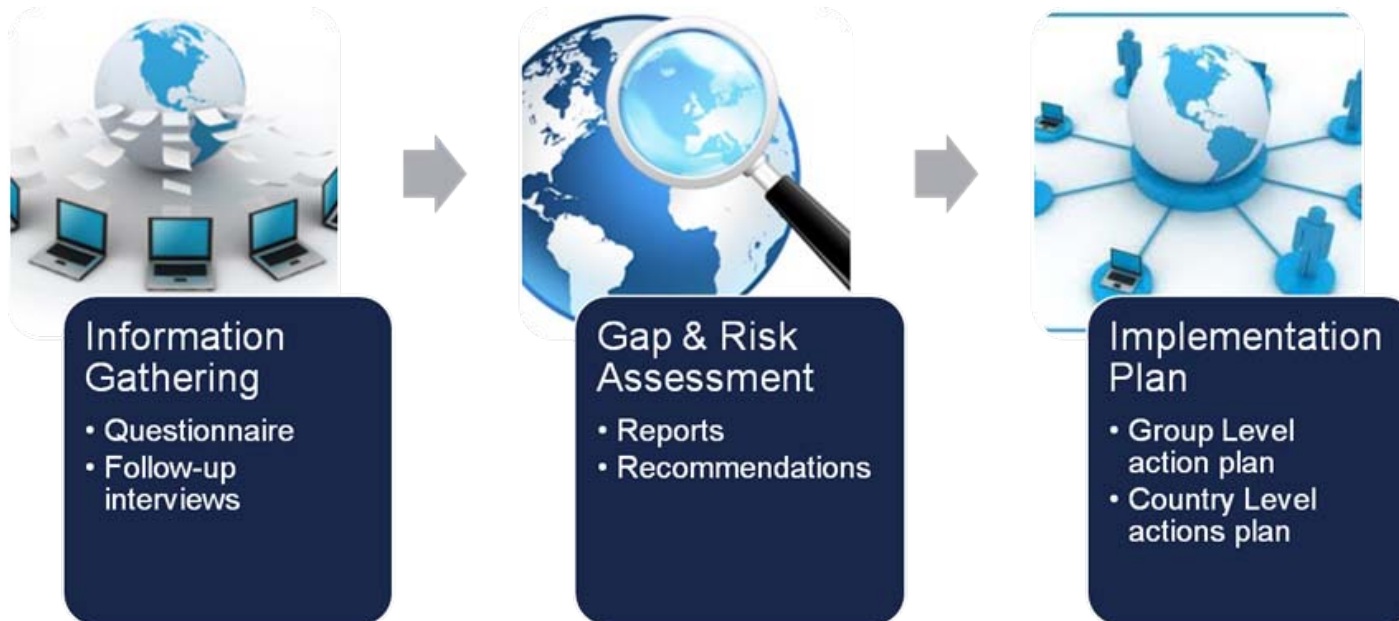 Information
Gathering
• Questionnaire
• Follow-up
interviews
Gap & Risk
Assessment
• Reports
• Recommendations
Implementation
Plan
• Group Level
action plan
• Country Level
actions plan